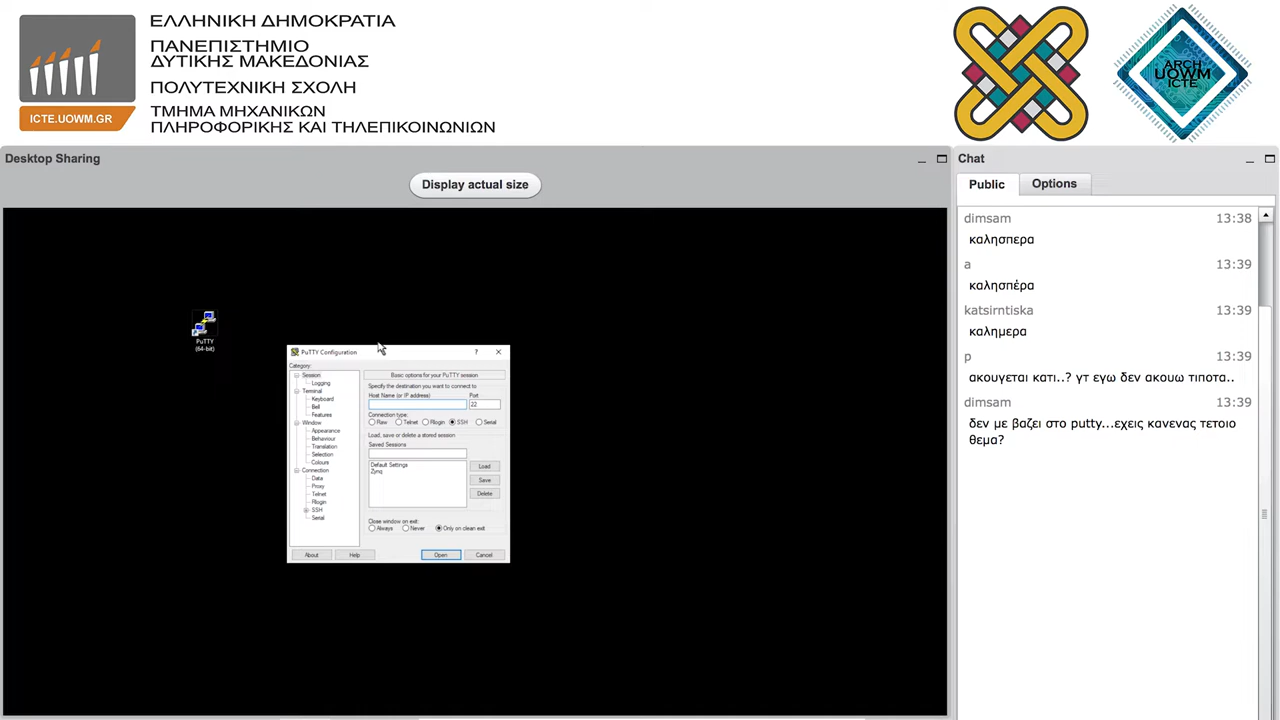 ΕΛΛΗΝΙΚΗ ΔΗΜΟΚΡΑΤΙΑ
ΠΑΝΕΠΙΣΤΗΜΙΟ
ΔΥΤΙΚΗΣ ΜΑΚΕΔΟΝΙΑΣ
ΠΟΛΥΤΕΧΝΙΚΗ ΣΧΟΛΗ
ΤΜΗΜΑ ΜΗΧΑΝΙΚΩΝ
ΠΛΗΡΟΦΟΡΙΚΗΣ ΚΑΙ ΤΗΛΕΠΙΚΟΙΝΩΝΙΩΝ
ICTE.UOWM.GR
ARCH
UOWM
ICTE
Desktop Sharing
Display actual size
PuTTY
(64-bit)
PuTTY Configuration
?
Category:
Session
Logging
Terminal
Keyboard
Bell
Features
Window
Appearance
Behaviour
Translation
Selection
Colours
Connection
Data
Proxy
Telnet
Rlogin
SSH
Serial
Basic options for your PuTTY session
Specify the destination you want to connect to
Host Name (or IP address) Port
22
Connection type:
Raw Telnet Rlogin SSH Serial
Load, save or delete a stored session
Saved Sessions
Default Settings
Zynq
Load
Save
Delete
Close window on exit:
Always Never Only on clean exit
About Help Open Cancel
Chat
Public Options
dimsam 13:38
καλησπερα
a 13:39
καλησπέρα
katsirntiska 13:39
καλημερα
p 13:39
ακουγεται κατι..? γτ εγω δεν ακουω τιποτα..
dimsam 13:39
δεν με βαζει στο putty...εχεις κανενας τετοιο
θεμα?